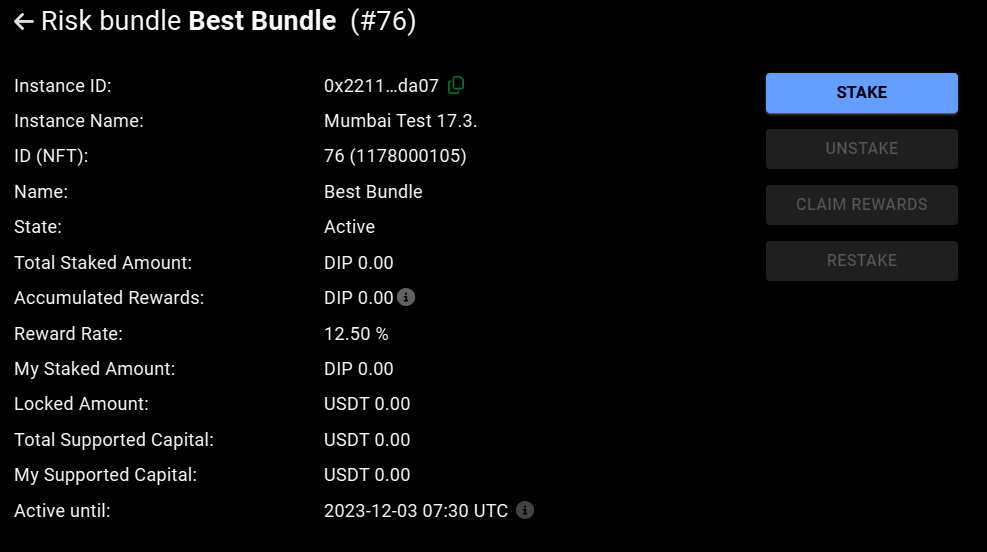 Risk bundle Best Bundle (#76)
Instance ID: 0x2211…da07
STAKE
Instance Name: Mumbai Test 17.3.
ID (NFT): 76 (1178000105)
UNSTAKE
Name: Best Bundle
CLAIM REWARDS
State: Active
Total Staked Amount: DIP 0.00
RESTAKE
Accumulated Rewards: DIP 0.00
Reward Rate: 12.50 %
My Staked Amount: DIP 0.00
Locked Amount: USDT 0.00
Total Supported Capital: USDT 0.00
My Supported Capital: USDT 0.00
Active until: 2023-12-03 07:30 UTC